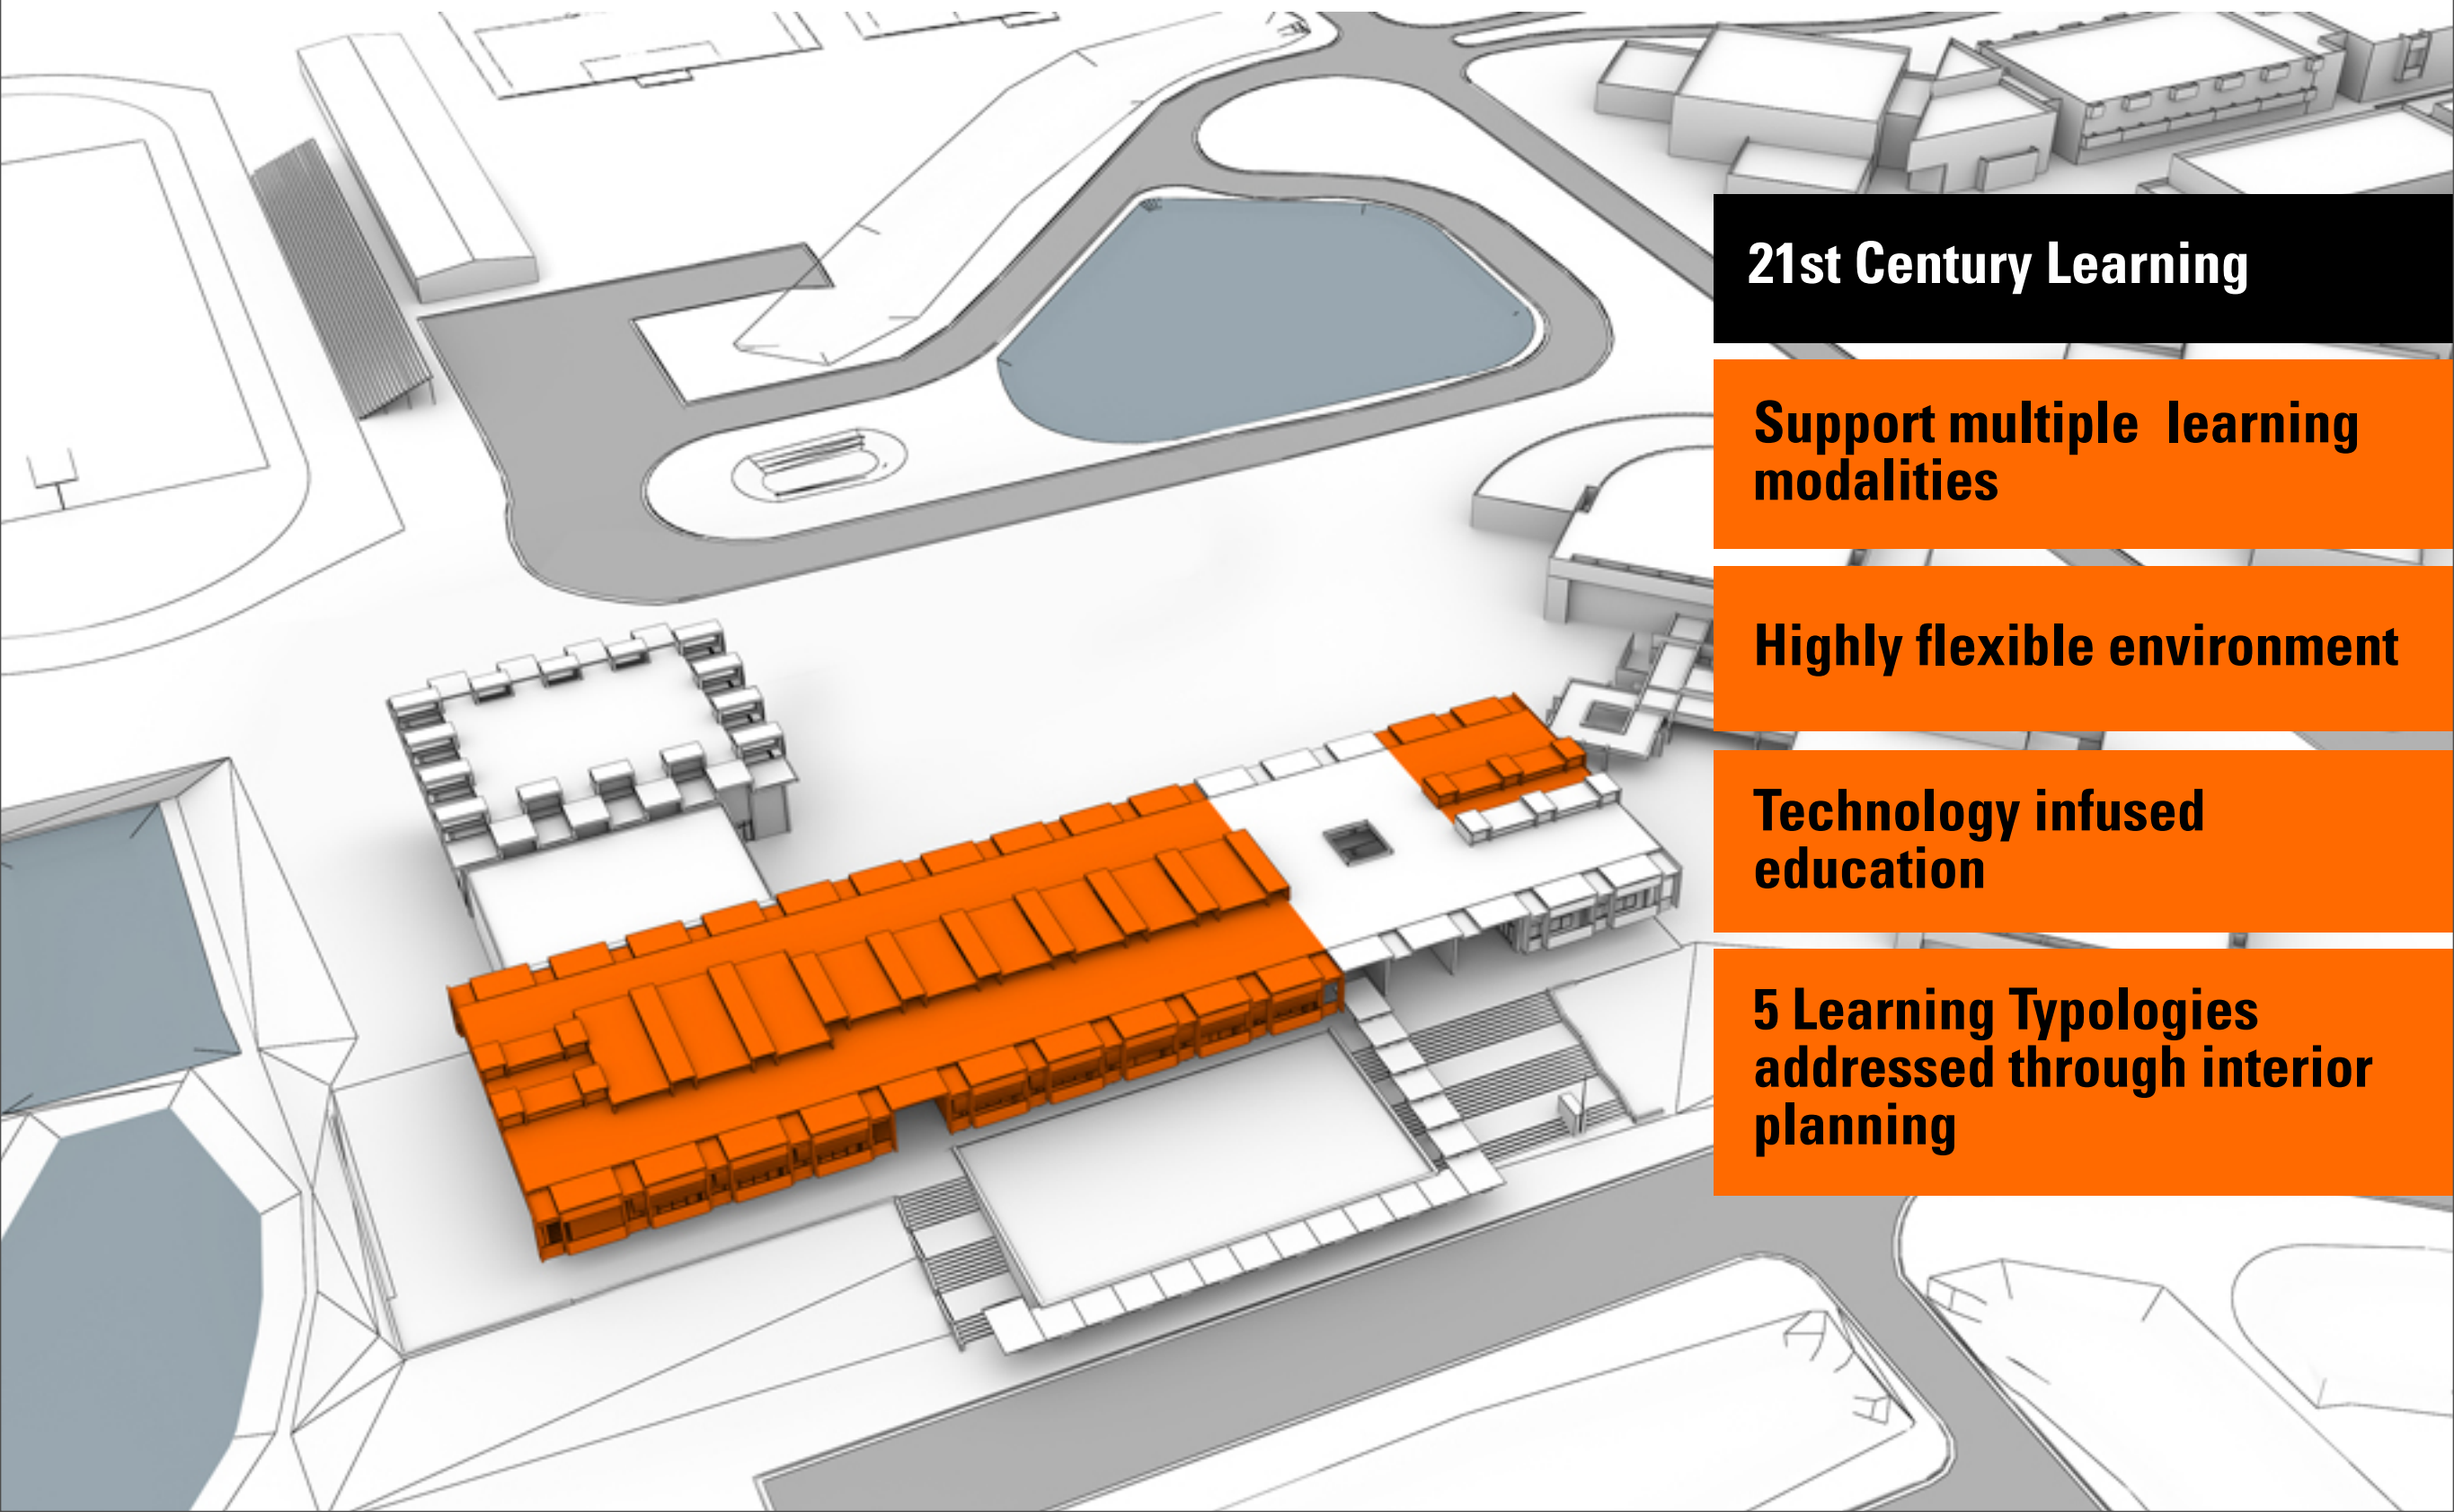 21st Century Learning
Support multiple  learning
modalities
Highly flexible environment
Technology infused
education
5 Learning Typologies
addressed through interior
planning